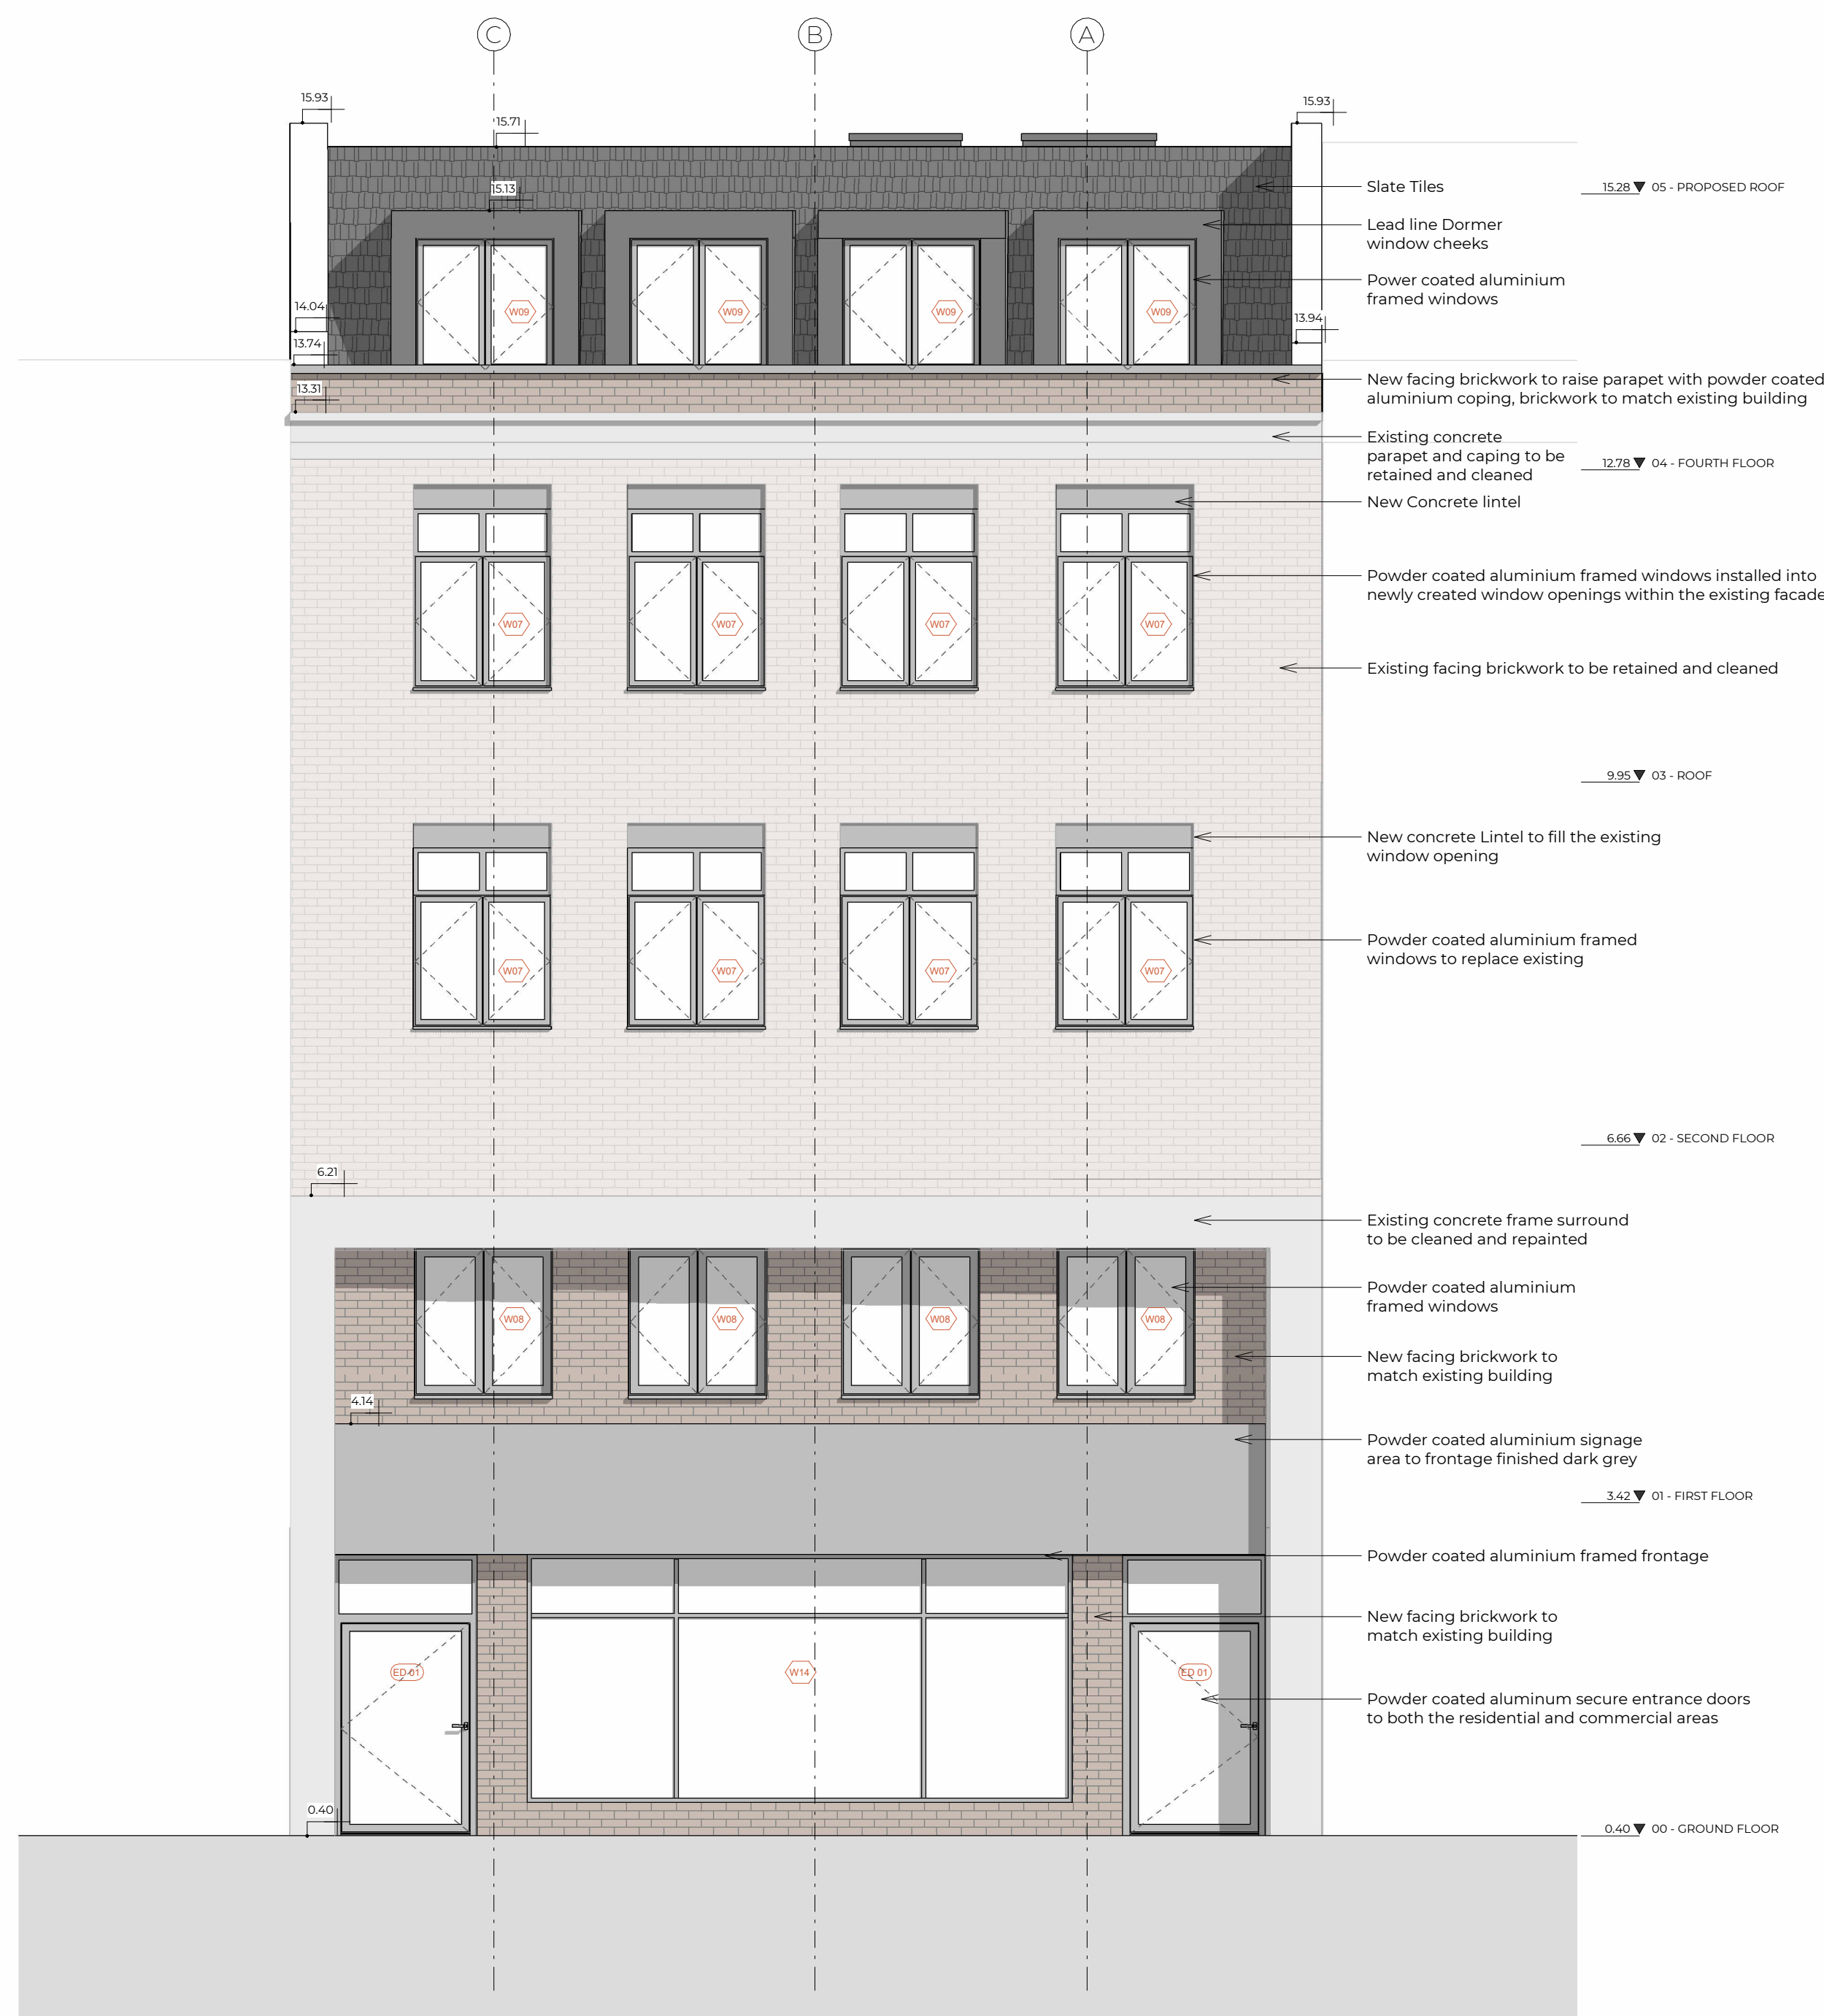 C B A
15.93
15.93
15.71
15.13
Slate Tiles
15.28 05 - PROPOSED ROOF
Lead line Dormer
window cheeks
Power coated aluminium
framed windows
W09 W09 W09 W09
14.04
13.94
13.74
New facing brickwork to raise parapet with powder coated
aluminium coping, brickwork to match existing building
13.31
Existing concrete
parapet and caping to be
retained and cleaned
12.78 04 - FOURTH FLOOR
New Concrete lintel
Powder coated aluminium framed windows installed into
newly created window openings within the existing facade
W07 W07 W07 W07
Existing facing brickwork to be retained and cleaned
9.95 03 - ROOF
New concrete Lintel to fill the existing
window opening
Powder coated aluminium framed
windows to replace existing
W07 W07 W07 W07
6.66 02 - SECOND FLOOR
6.21
Existing concrete frame surround
to be cleaned and repainted
Powder coated aluminium
framed windows
W08 W08 W08 W08
New facing brickwork to
match existing building
4.14
Powder coated aluminium signage
area to frontage finished dark grey
3.42 01 - FIRST FLOOR
Powder coated aluminium framed frontage
New facing brickwork to
match existing building
ED 01 W14 ED 01
Powder coated aluminum secure entrance doors
to both the residential and commercial areas
0.40
0.40 00 - GROUND FLOOR